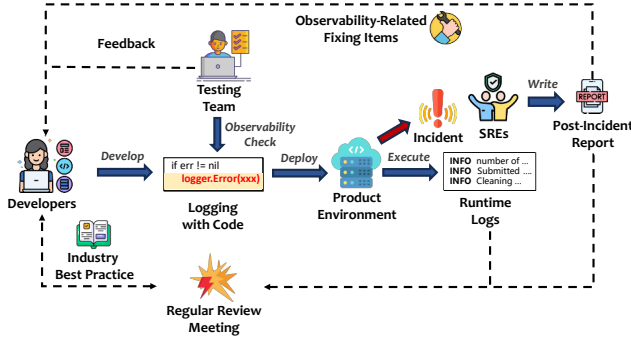 Observability-Related
Fixing Items
Feedback
Testing
Team
Observability
Check
Write
REPORT
Post-Incident
Report
Incident
SREs
Develop
if err != nil
logger.Error(xxx)
Deploy
Execute
INFO number of ...
INFO Submitted ....
INFO Cleaning ...
Developers
Logging
with Code
Product
Environment
Runtime
Logs
Industry
Best Practice
Regular Review
Meeting